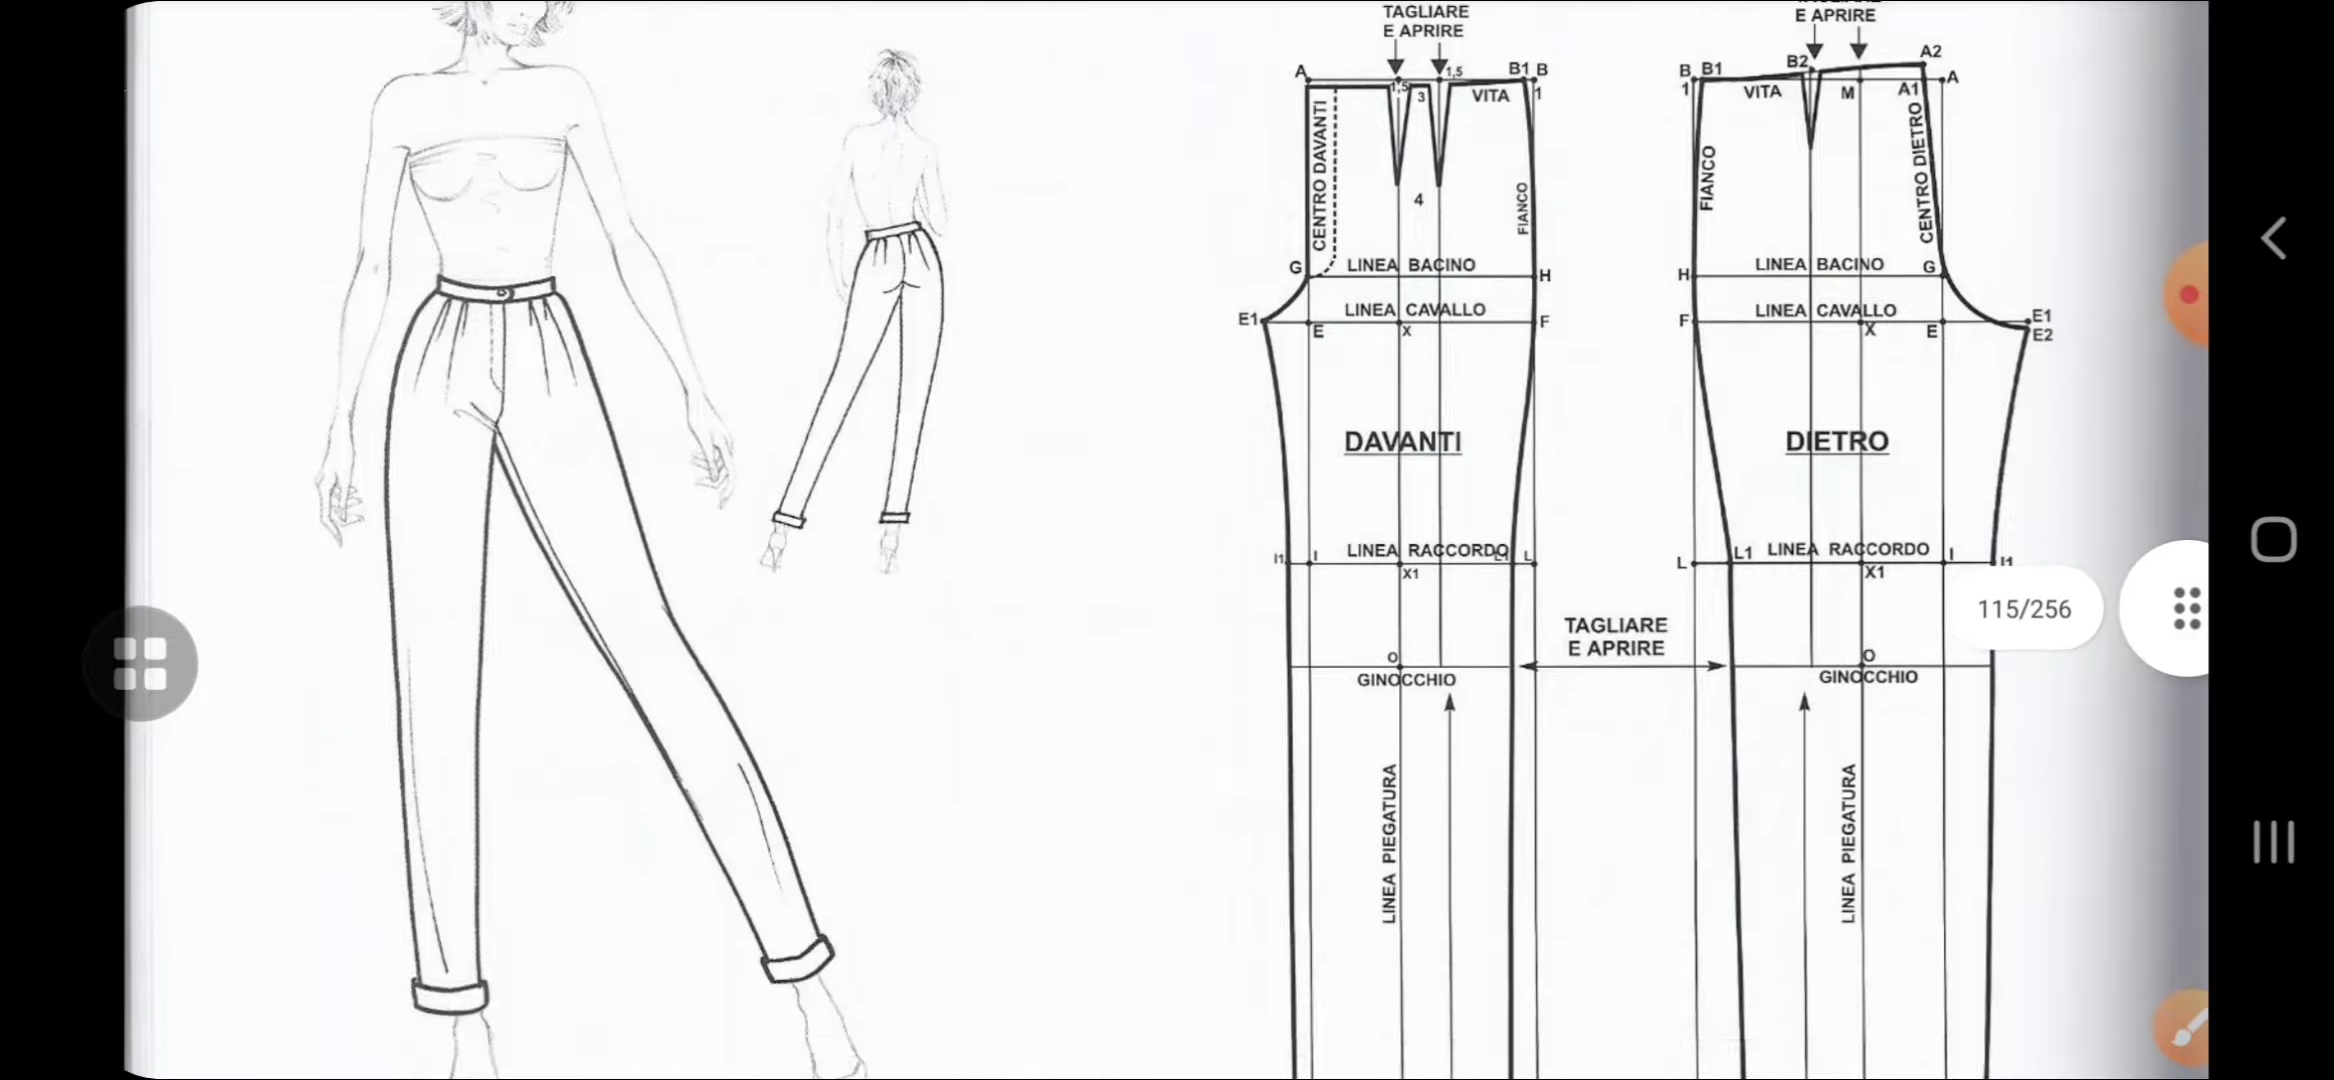 TAGLIARE
E APRIRE
E APRIRE
A
1,5
1,5
3
B1 B
1
VITA
CENTRO DAVANTI
4
FIANCO
G
LINEA BACINO
H
E1
LINEA CAVALLO
E
X
F
DAVANTI
I1
I
LINEA RACCORDO
L1
L
X1
O
GINOCCHIO
LINEA PIEGATURA
TAGLIARE
E APRIRE
B B1
1
VITA
B2
M
A2
A1
A
FIANCO
CENTRO DIETRO
H
LINEA BACINO
G
F
LINEA CAVALLO
X
E
E1
E2
DIETRO
L
L1
LINEA RACCORDO
I
I1
X1
O
GINOCCHIO
LINEA PIEGATURA
115/256